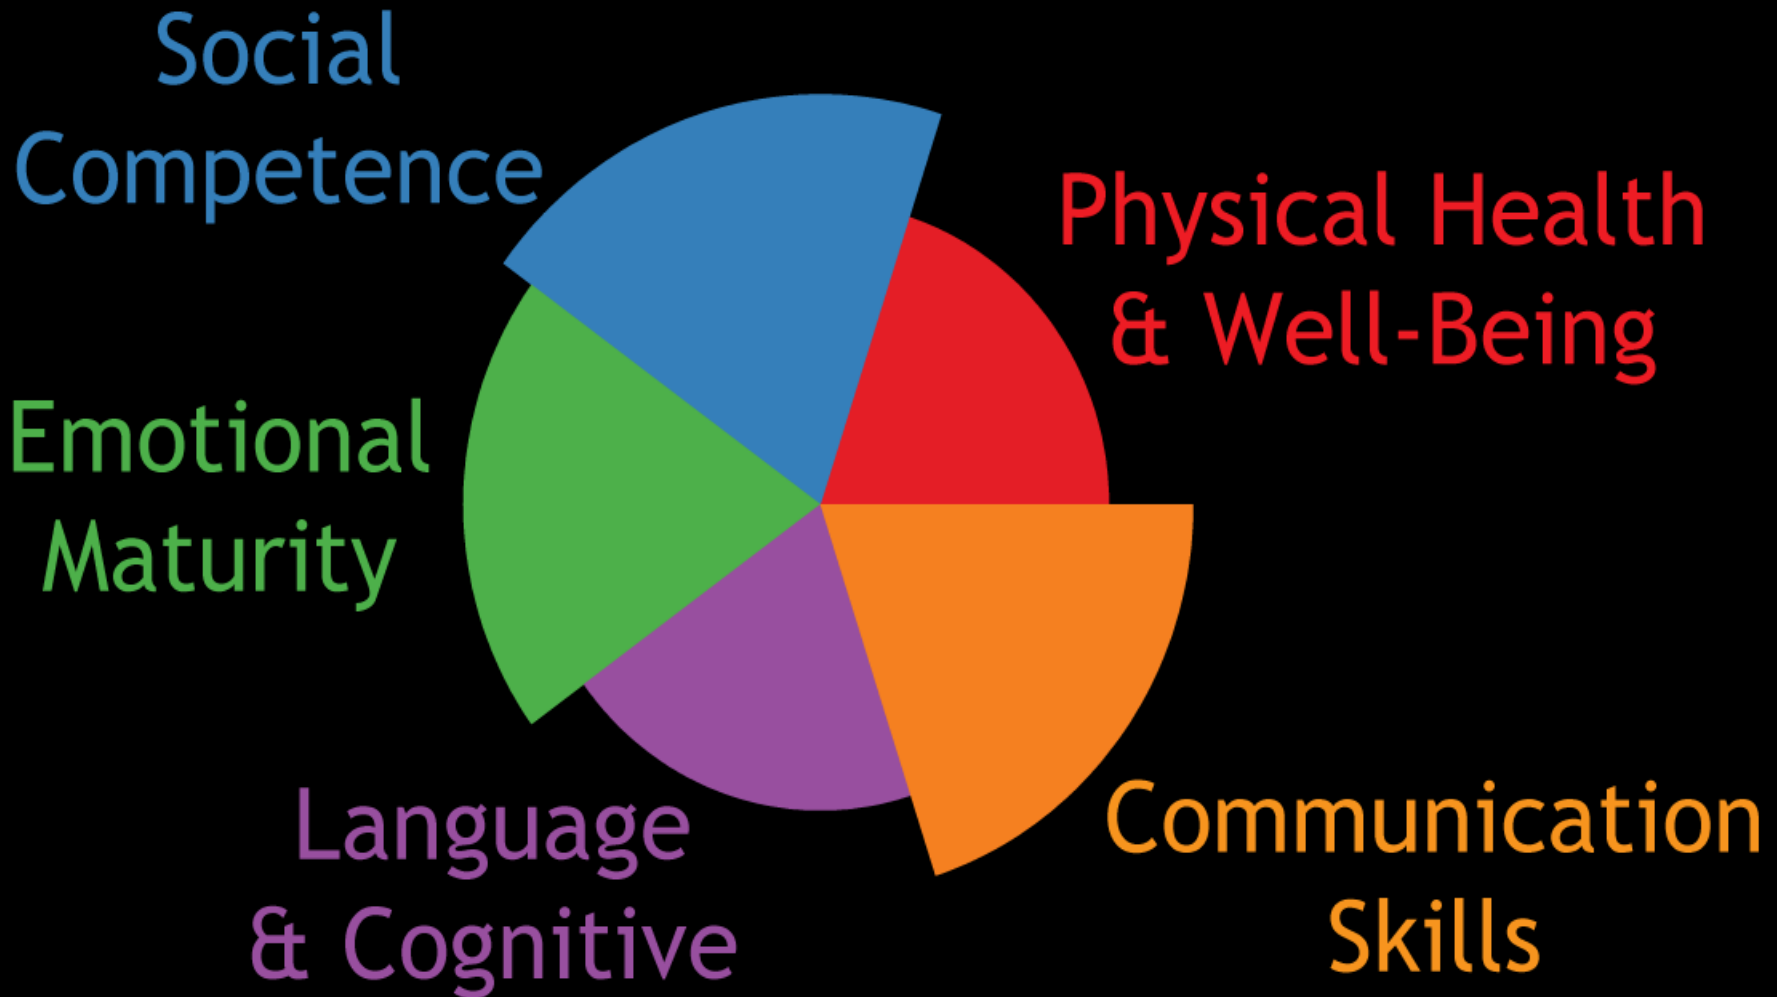 Social
Competence
Physical Health
& Well-Being
Emotional
Maturity
Language
& Cognitive
Communication
Skills